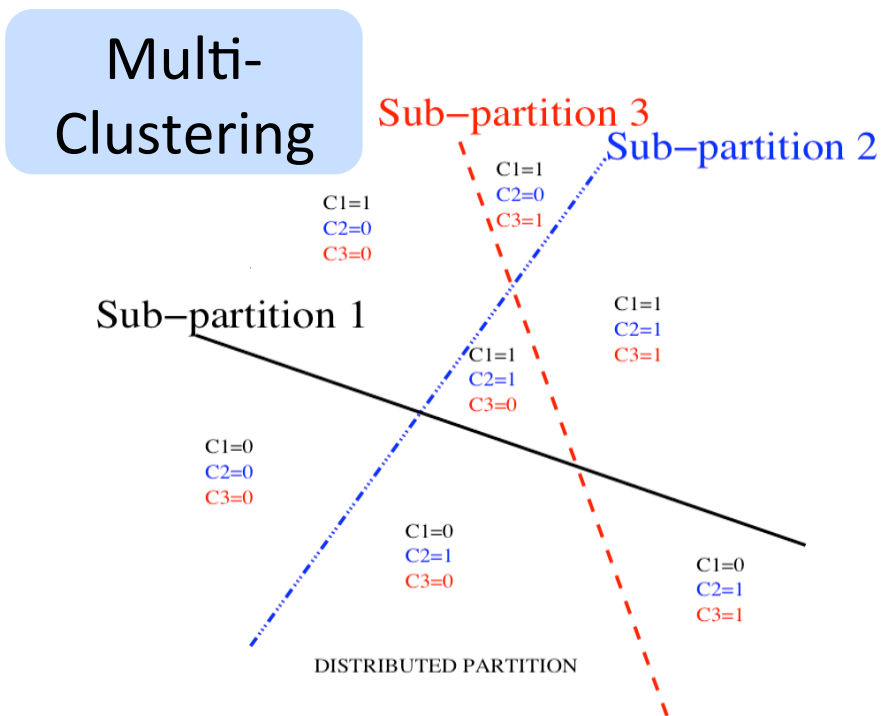 Multi-
Clustering
Sub−partition 3
Sub−partition 2
C1=1
C2=0
C3=1
C1=1
C2=0
C3=0
Sub−partition 1
C1=1
C2=1
C3=1
C1=1
C2=1
C3=0
C1=0
C2=0
C3=0
C1=0
C2=1
C3=0
C1=0
C2=1
C3=1
DISTRIBUTED PARTITION